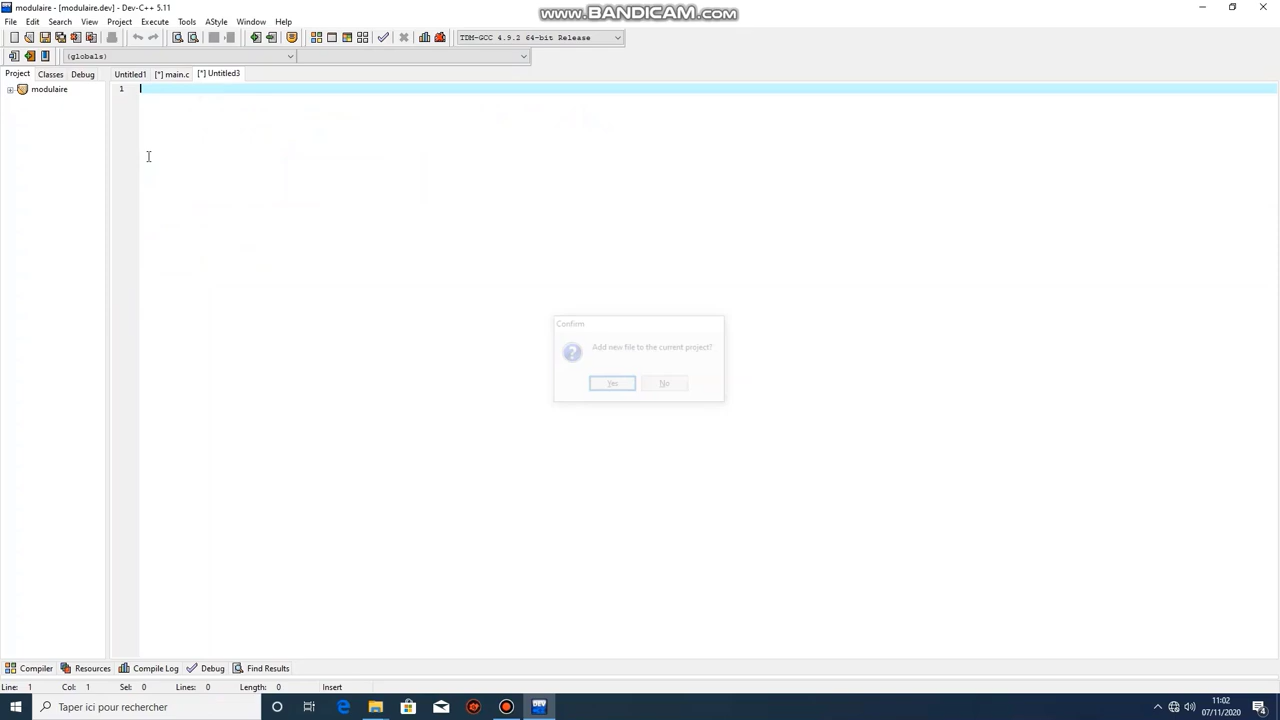 modulaire - [modulaire.dev] - Dev-C++ 5.11
www.BANDICAM.com
File Edit Search View Project Execute Tools AStyle Window Help
TDM-GCC 4.9.2 64-bit Release
(globals)
Project Classes Debug
Untitled1 [*] main.c [*] Untitled3
modulaire
1
Confirm
Add new file to the current project?
Yes No
Compiler Resources Compile Log Debug Find Results
Line: 1 Col: 1 Sel: 0 Lines: 0 Length: 0 Insert
Taper ici pour rechercher
DEV
11:02
07/11/2020
4